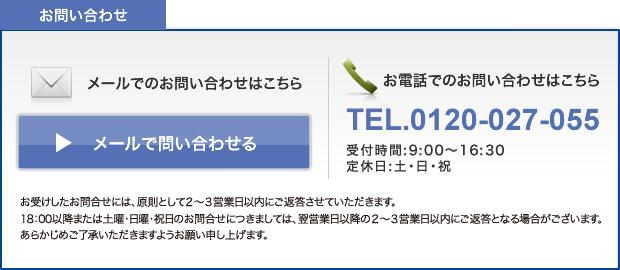 お問い合わせ
メールでのお問い合わせはこちら
メールで問い合わせる
お電話でのお問い合わせはこちら
TEL.0120-027-055
受付時間:9:00～16:30
定休日:土・日・祝
お受けしたお問合せには、原則として2～3営業日以内にご返答させていただきます。
18:00以降または土曜・日曜・祝日のお問合せにつきましては、翌営業日以降の2～3営業日以内にご返答となる場合がございます。
あらかじめご了承いただきますようお願い申し上げます。